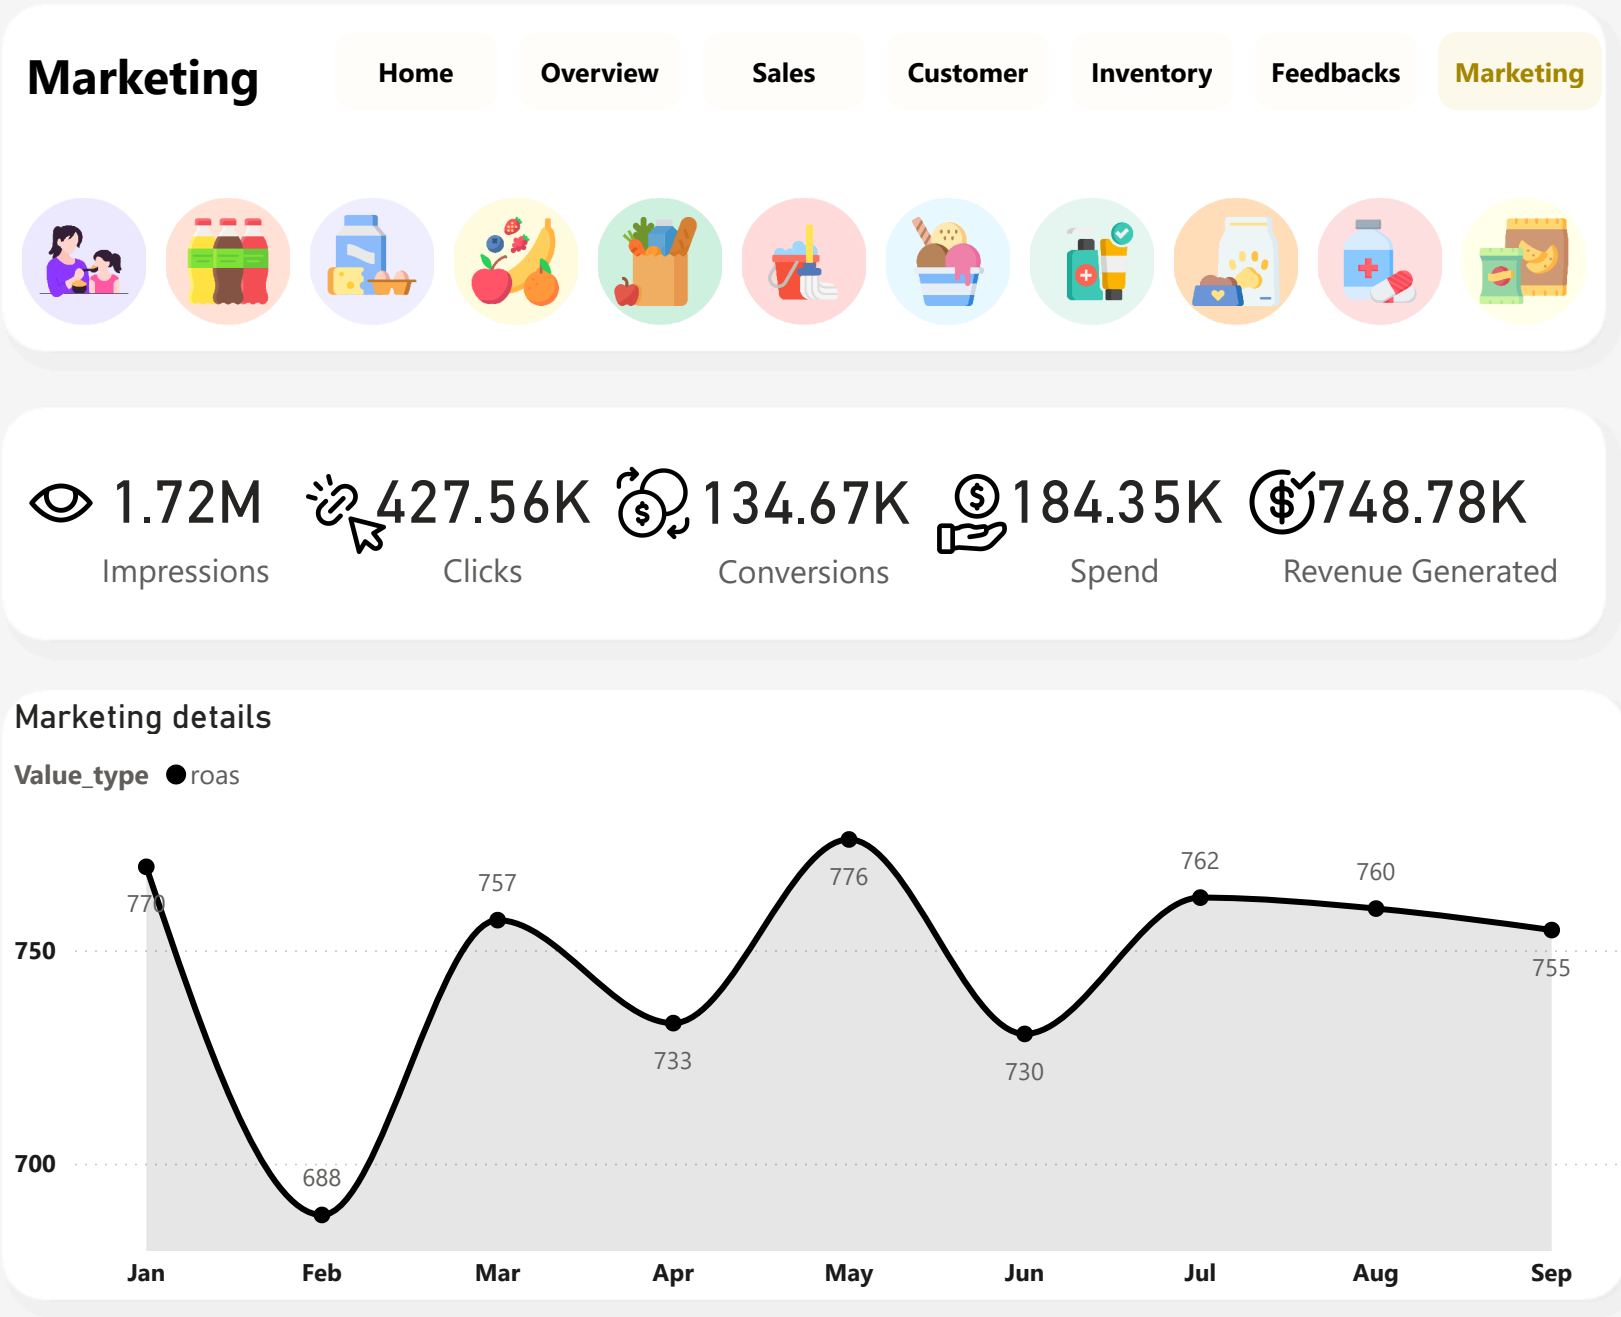 Marketing
Home
Overview
Sales
Customer
Inventory
Feedbacks
Marketing
1.72M
Impressions
427.56K
Clicks
134.67K
Conversions
184.35K
Spend
748.78K
Revenue Generated
Marketing details
Value_type roas
770
688
757
733
776
730
762
760
755
750
700
Jan
Feb
Mar
Apr
May
Jun
Jul
Aug
Sep